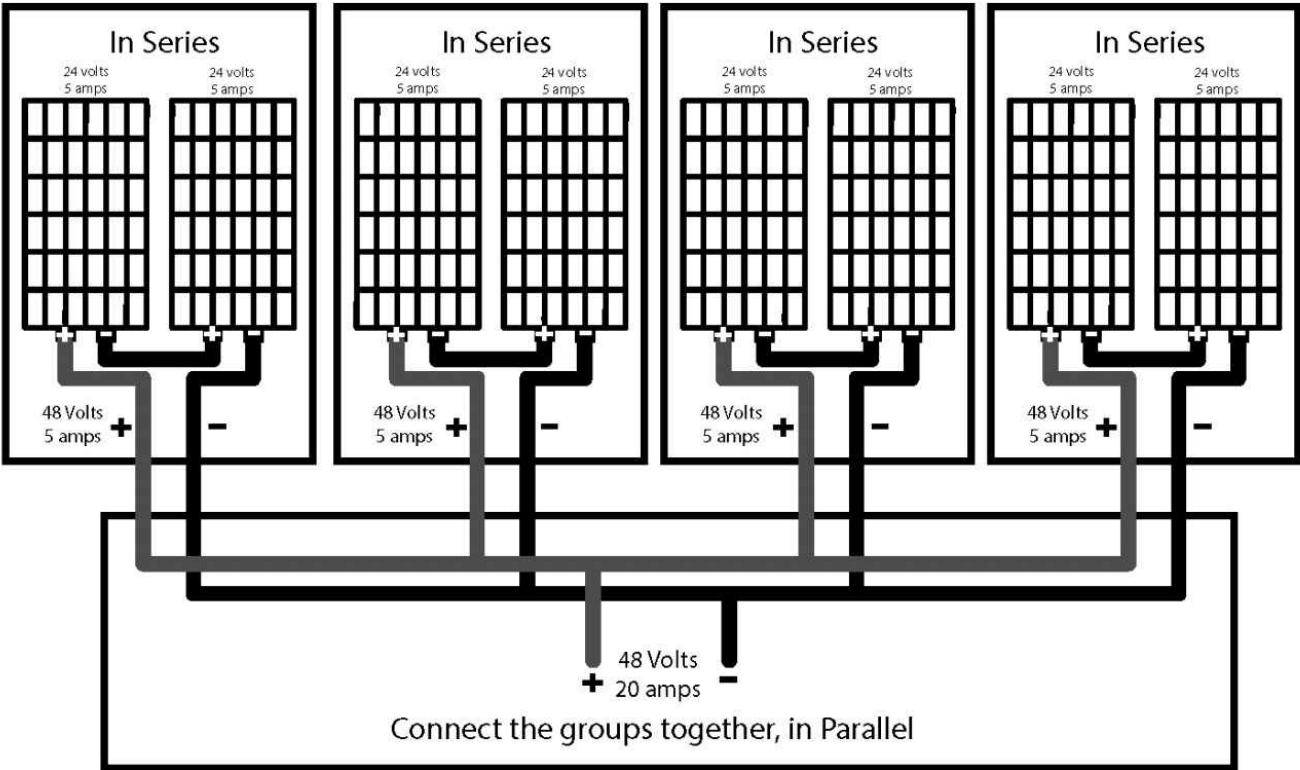 In Series
24 volts
5 amps
24 volts
5 amps
+
-
+
-
48 Volts
5 amps
+
-
In Series
24 volts
5 amps
24 volts
5 amps
+
-
+
-
48 Volts
5 amps
+
-
In Series
24 volts
5 amps
24 volts
5 amps
+
-
+
-
48 Volts
5 amps
+
-
In Series
24 volts
5 amps
24 volts
5 amps
+
-
+
-
48 Volts
5 amps
+
-
48 Volts
20 amps
+
-
Connect the groups together, in Parallel